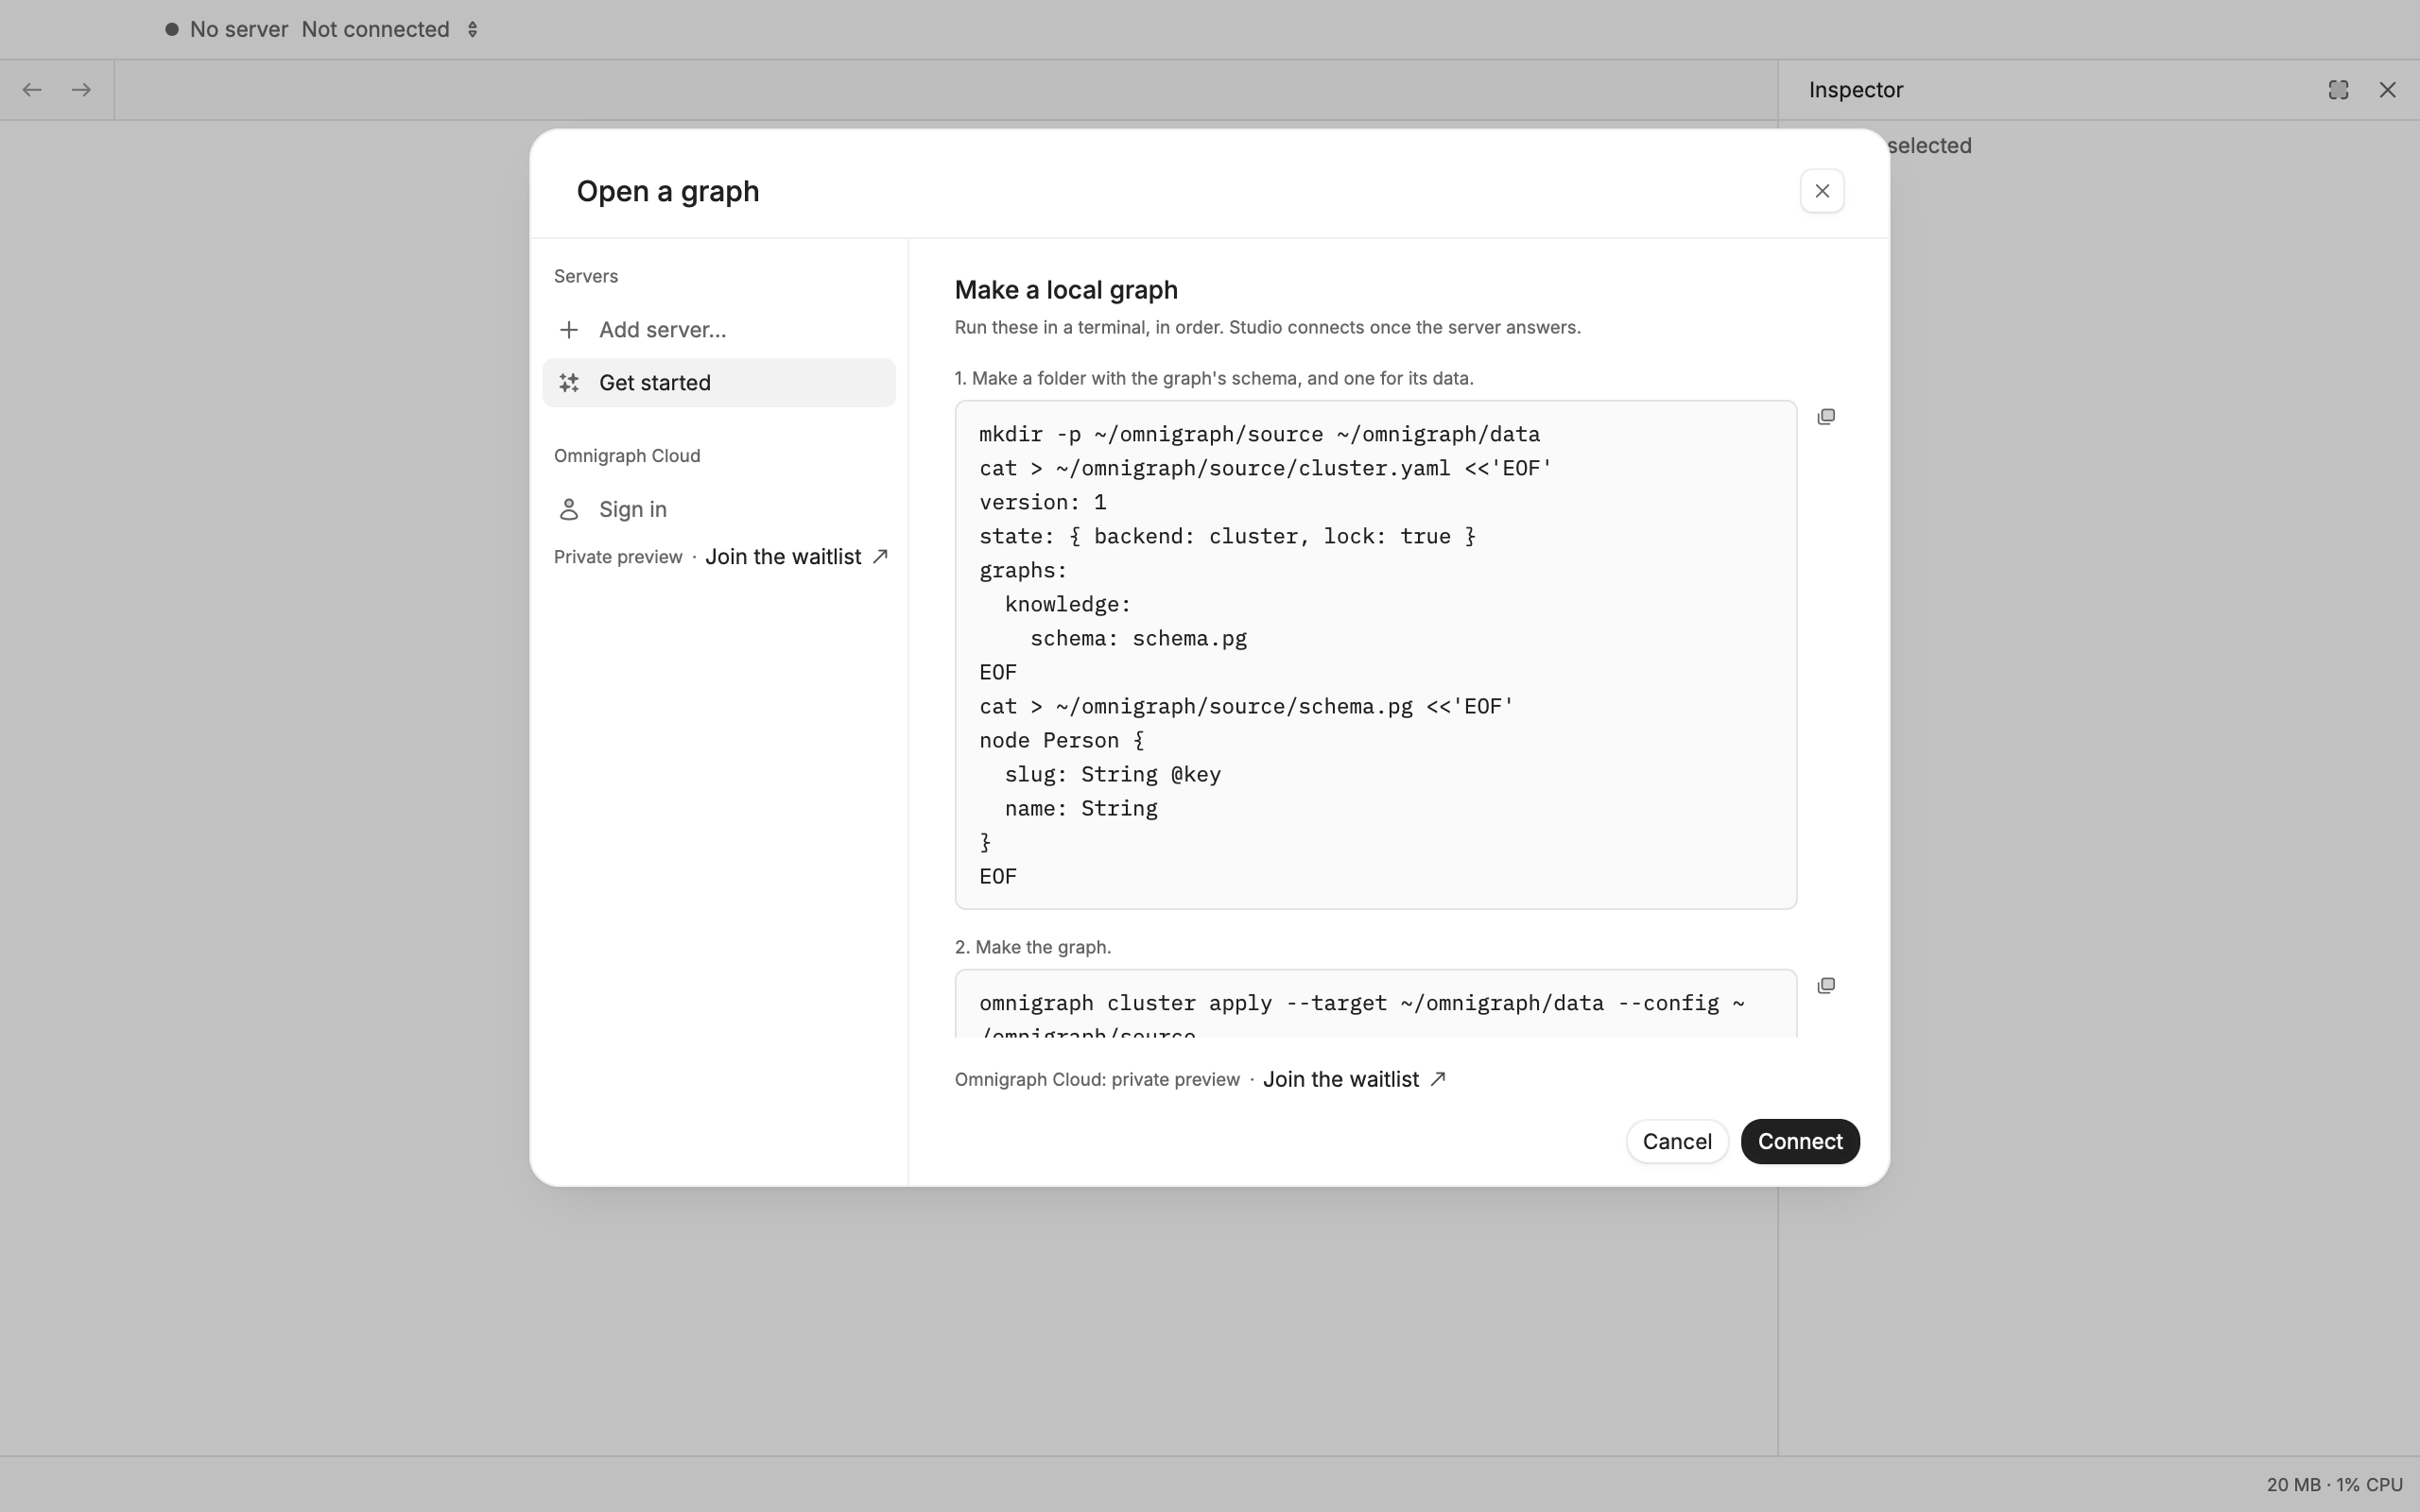 No server Not connected
Inspector
selected
Open a graph
Servers
Add server...
Get started
Omnigraph Cloud
Sign in
Private preview · Join the waitlist
Make a local graph
Run these in a terminal, in order. Studio connects once the server answers.
1. Make a folder with the graph's schema, and one for its data.
mkdir -p ~/omnigraph/source ~/omnigraph/data
cat > ~/omnigraph/source/cluster.yaml <<'EOF'
version: 1
state: { backend: cluster, lock: true }
graphs:
  knowledge:
    schema: schema.pg
EOF
cat > ~/omnigraph/source/schema.pg <<'EOF'
node Person {
  slug: String @key
  name: String
}
EOF
2. Make the graph.
omnigraph cluster apply --target ~/omnigraph/data --config ~
/omnigraph/source
Omnigraph Cloud: private preview · Join the waitlist
Cancel
Connect
20 MB · 1% CPU